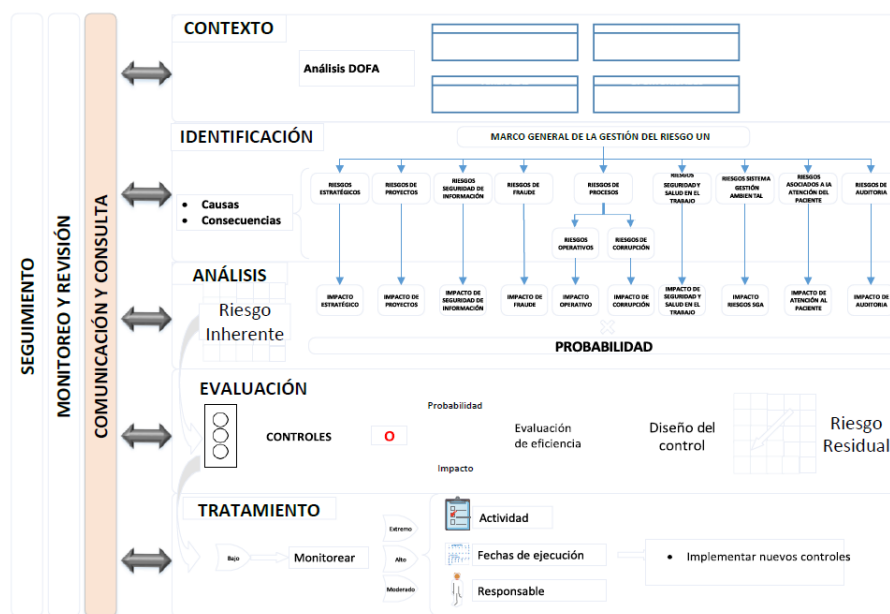 SEGUIMIENTO
MONITOREO Y REVISIÓN
COMUNICACIÓN Y CONSULTA
CONTEXTO
Análisis DOFA
IDENTIFICACIÓN
MARCO GENERAL DE LA GESTIÓN DEL RIESGO UN
• Causas
• Consecuencias
RIESGOS
ESTRATÉGICOS
RIESGOS DE
PROYECTOS
RIESGOS
SEGURIDAD DE
INFORMACIÓN
RIESGOS DE
FRAUDE
RIESGOS DE
PROCESOS
RIESGOS
SEGURIDAD Y
SALUD EN EL
TRABAJO
RIESGOS SISTEMA
GESTIÓN
AMBIENTAL
RIESGOS
ASOCIADOS A LA
ATENCIÓN DEL
PACIENTE
RIESGOS DE
AUDITORIA
RIESGOS
OPERATIVOS
RIESGOS DE
CORRUPCIÓN
ANÁLISIS
Riesgo
Inherente
IMPACTO
ESTRATÉGICO
IMPACTO DE
PROYECTOS
IMPACTO DE
SEGURIDAD DE
INFORMACIÓN
IMPACTO DE
FRAUDE
IMPACTO
OPERATIVO
IMPACTO DE
CORRUPCIÓN
IMPACTO DE
SEGURIDAD Y
SALUD EN EL
TRABAJO
IMPACTO
RIESGOS SGA
IMPACTO DE
ATENCIÓN AL
PACIENTE
IMPACTO DE
AUDITORIA
PROBABILIDAD
EVALUACIÓN
CONTROLES
O
Probabilidad
Impacto
Evaluación
de eficiencia
Diseño del
control
Riesgo
Residual
TRATAMIENTO
Bajo
Monitorear
Extremo
Alto
Moderado
Actividad
Fechas de ejecución
Responsable
• Implementar nuevos controles